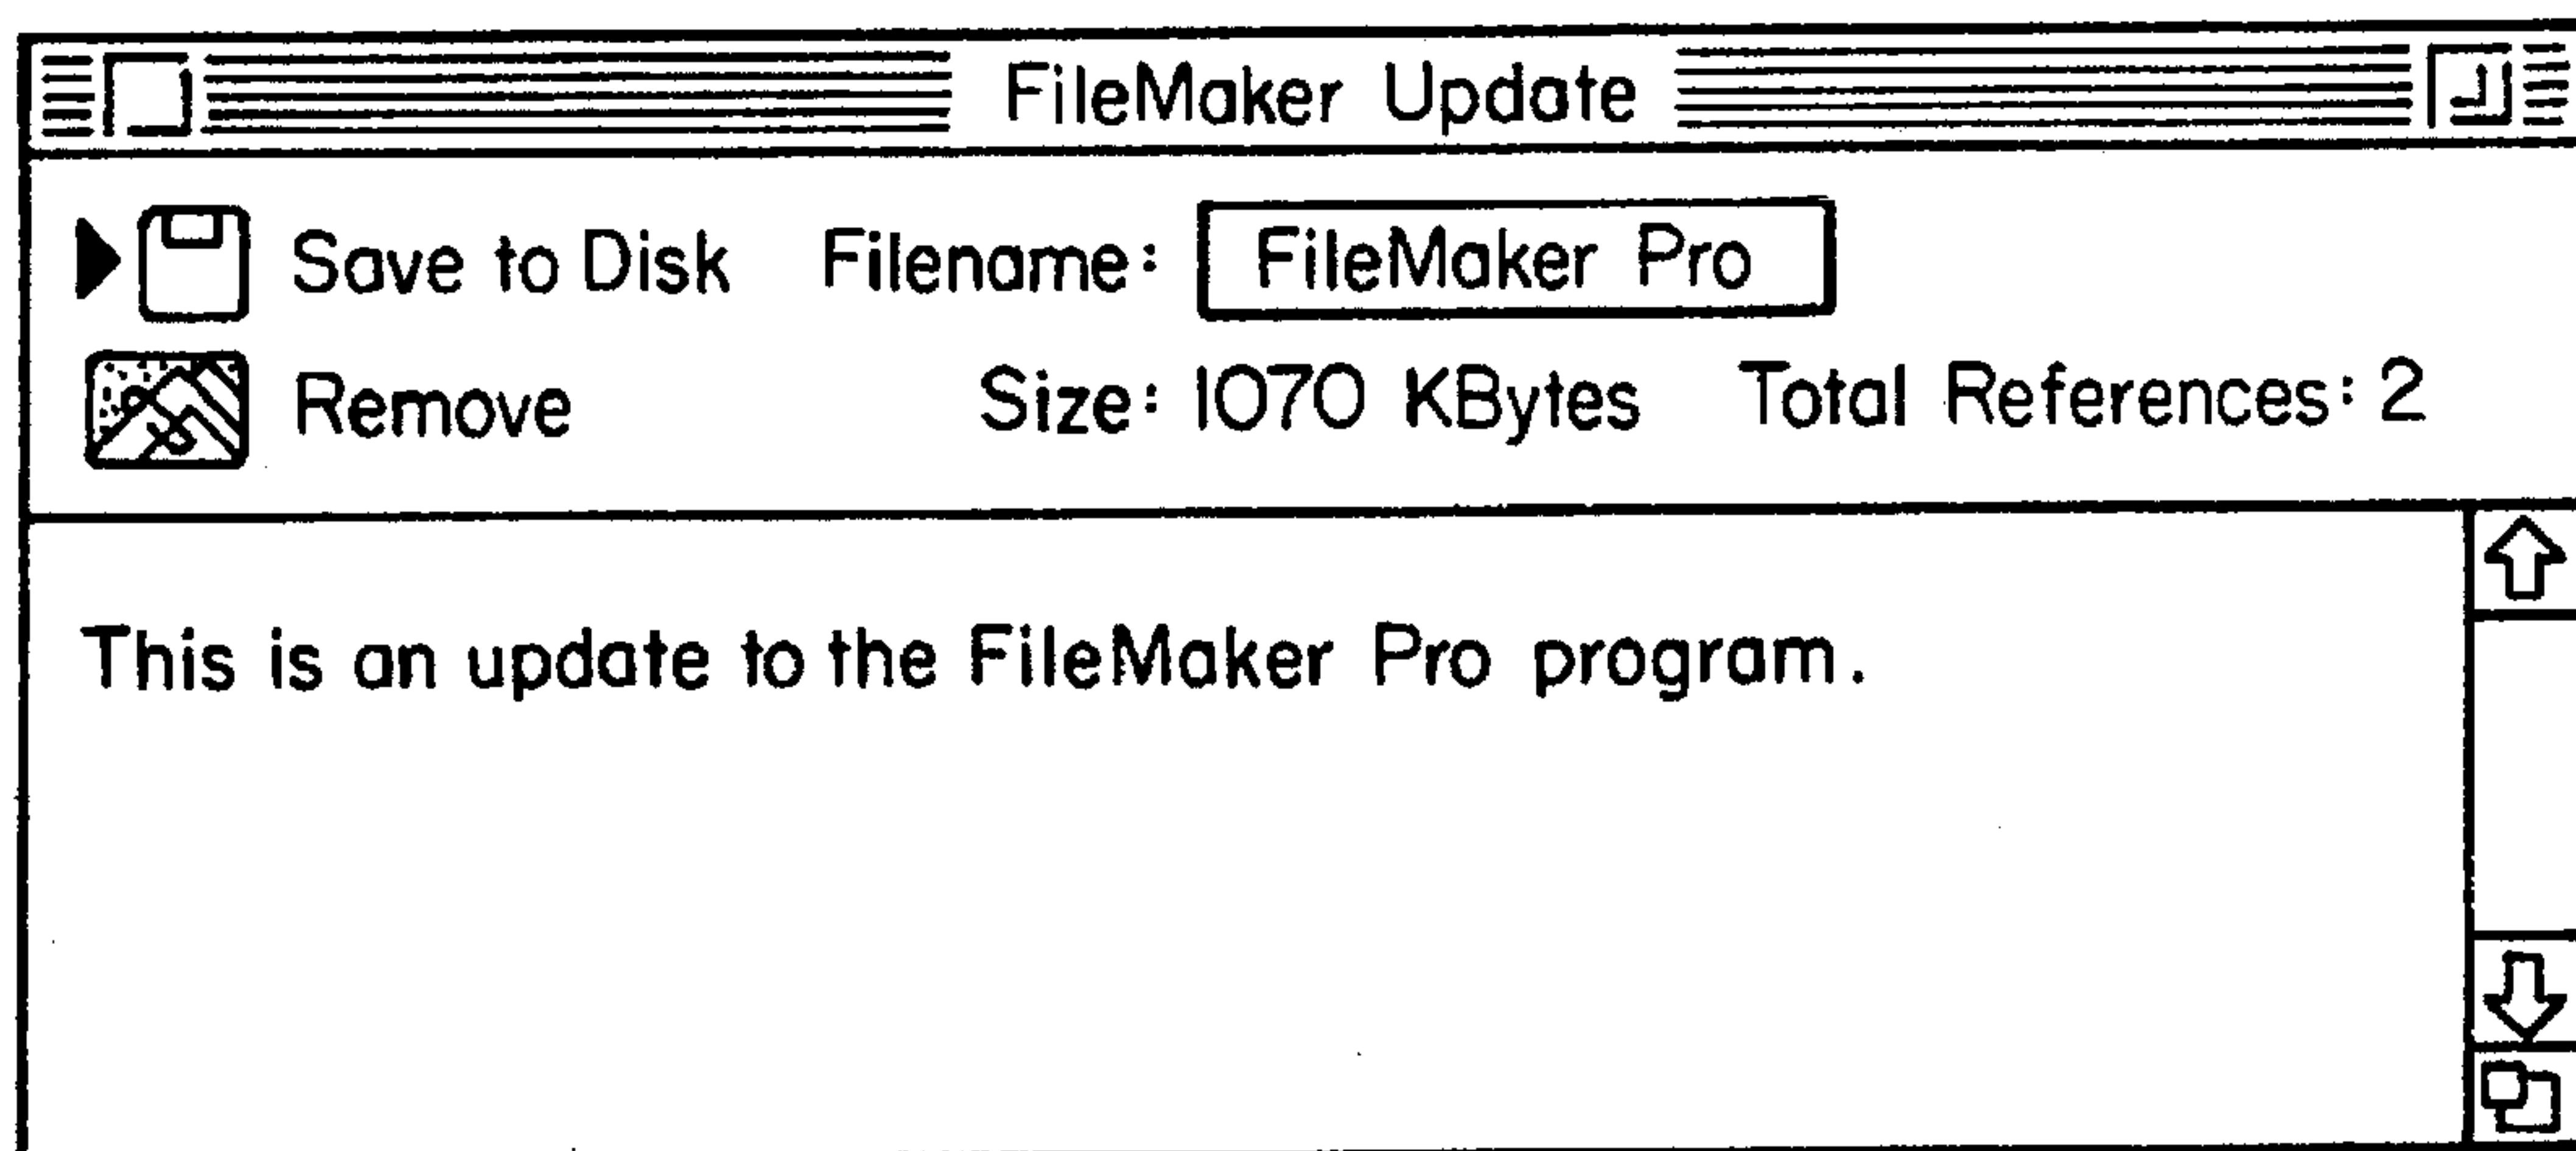 FileMaker Update
Save to Disk Filename: FileMaker Pro
Remove Size: 1070 KBytes Total References: 2
This is an update to the FileMaker Pro program.